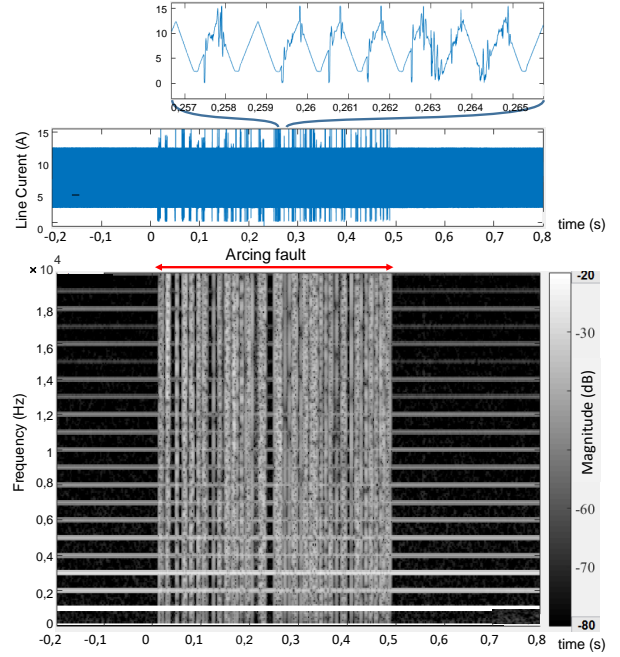 15
10
5
0
0,257 0,258 0,259 0,26 0,261 0,262 0,263 0,264 0,265
Line Current (A)
15
10
5
0
-0,2 -0,1 0 0,1 0,2 0,3 0,4 0,5 0,6 0,7 0,8
time (s)
Arcing fault
× 10 4
Frequency (Hz)
1,8
1,6
1.4
1,2
1
0,8
0,6
0,4
0,2
0
-0,2 -0,1 0 0,1 0,2 0,3 0,4 0,5 0,6 0,7 0,8
time (s)
-20
-30
-60
-70
-80
Magnitude (dB)